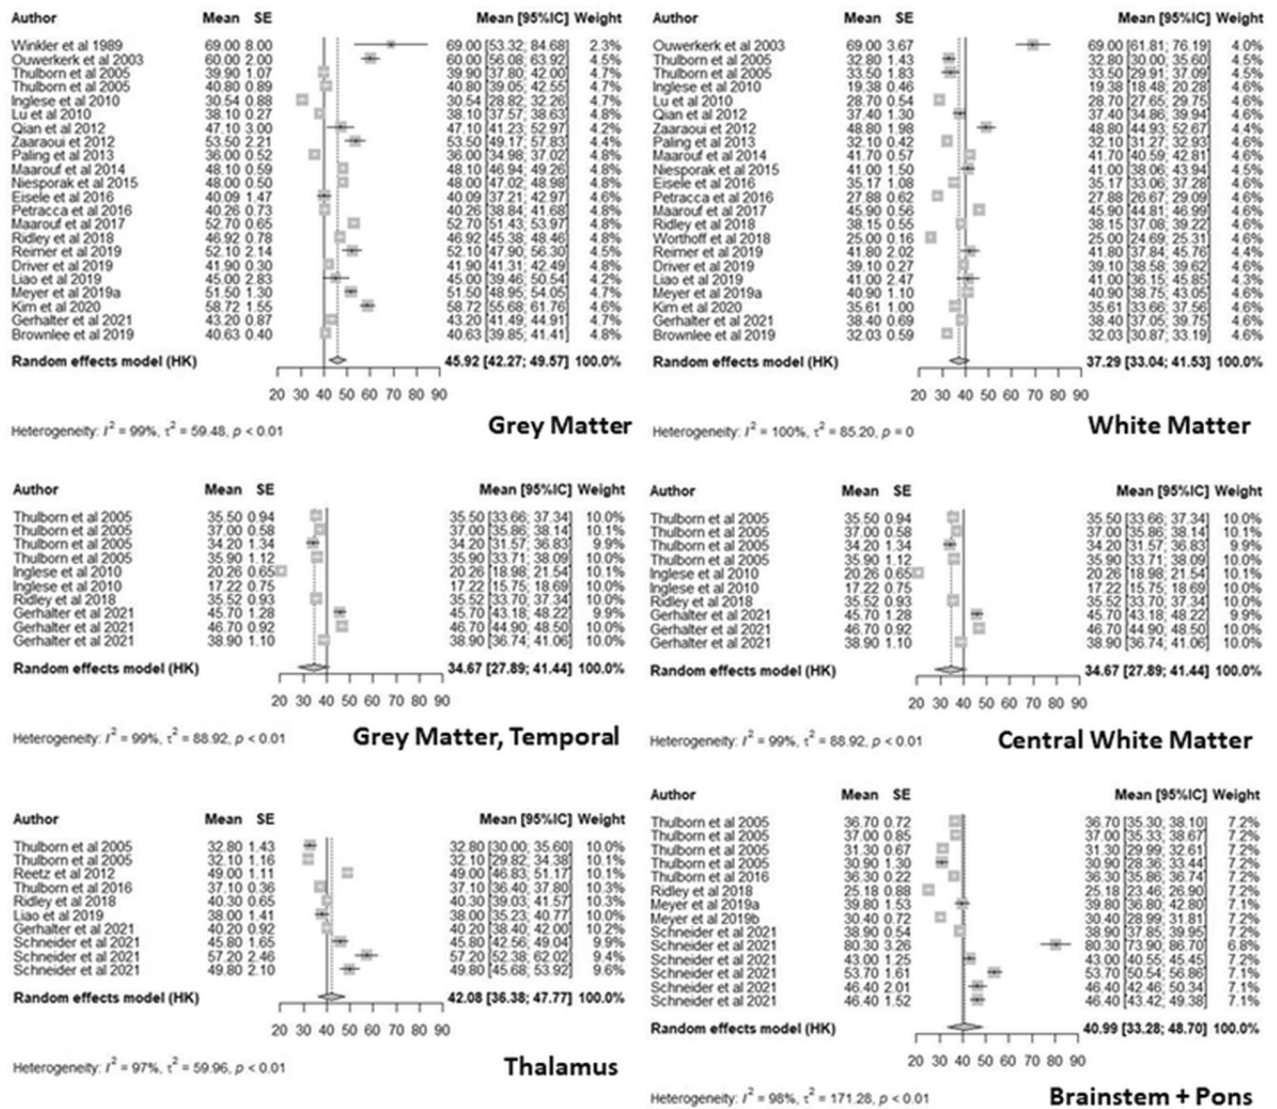 Author Mean SE Mean [95%IC] Weight
Winkler et al 1989 69.00 8.00 69.00 [53.32; 84.68] 2.3%
Ouwerkerk et al 2003 60.00 2.00 60.00 [56.08; 63.92] 4.5%
Thulborn et al 2005 39.90 1.07 39.90 [37.80; 42.00] 4.7%
Thulborn et al 2005 40.80 0.89 40.80 [39.05; 42.55] 4.7%
Inglese et al 2010 30.54 0.88 30.54 [28.82; 32.26] 4.7%
Lu et al 2010 38.10 0.27 38.10 [37.57; 38.63] 4.8%
Qian et al 2012 47.10 3.00 47.10 [41.23; 52.97] 4.2%
Zaaraoui et al 2012 53.50 2.21 53.50 [49.17; 57.83] 4.4%
Paling et al 2013 36.00 0.52 36.00 [34.98; 37.02] 4.8%
Maarouf et al 2014 48.10 0.59 48.10 [46.94; 49.26] 4.8%
Niesporak et al 2015 48.00 0.50 48.00 [47.02; 48.98] 4.8%
Eisele et al 2016 40.09 1.47 40.09 [37.21; 42.97] 4.6%
Petracca et al 2016 40.26 0.73 40.26 [38.84; 41.68] 4.8%
Maarouf et al 2017 52.70 0.65 52.70 [51.43; 53.97] 4.8%
Ridley et al 2018 46.92 0.78 46.92 [45.38; 48.46] 4.8%
Reimer et al 2019 52.10 2.14 52.10 [47.90; 56.30] 4.5%
Driver et al 2019 41.90 0.30 41.90 [41.31; 42.49] 4.8%
Liao et al 2019 45.00 2.83 45.00 [39.46; 50.54] 4.2%
Meyer et al 2019a 51.50 1.30 51.50 [48.95; 54.05] 4.7%
Kim et al 2020 58.72 1.55 58.72 [55.68; 61.76] 4.6%
Gerhalter et al 2021 43.20 0.87 43.20 [41.49; 44.91] 4.7%
Brownlee et al 2019 40.63 0.40 40.63 [39.85; 41.41] 4.8%
Random effects model (HK) 45.92 [42.27; 49.57] 100.0%
20 30 40 50 60 70 80 90
Heterogeneity: I² = 99%, τ² = 59.48, p < 0.01
Grey Matter
Author Mean SE Mean [95%IC] Weight
Ouwerkerk et al 2003 69.00 3.67 69.00 [61.81; 76.19] 4.0%
Thulborn et al 2005 32.80 1.43 32.80 [30.00; 35.60] 4.5%
Thulborn et al 2005 33.50 1.83 33.50 [29.91; 37.09] 4.5%
Inglese et al 2010 19.38 0.46 19.38 [18.48; 20.28] 4.6%
Lu et al 2010 28.70 0.54 28.70 [27.65; 29.75] 4.6%
Qian et al 2012 37.40 1.30 37.40 [34.86; 39.94] 4.6%
Zaaraoui et al 2012 48.80 1.98 48.80 [44.93; 52.67] 4.4%
Paling et al 2013 32.10 0.42 32.10 [31.27; 32.93] 4.6%
Maarouf et al 2014 41.70 0.57 41.70 [40.59; 42.81] 4.6%
Niesporak et al 2015 41.00 1.50 41.00 [38.06; 43.94] 4.5%
Eisele et al 2016 35.17 1.08 35.17 [33.06; 37.28] 4.6%
Petracca et al 2016 27.88 0.62 27.88 [26.67; 29.09] 4.6%
Maarouf et al 2017 45.90 0.56 45.90 [44.81; 46.99] 4.6%
Ridley et al 2018 38.15 0.55 38.15 [37.08; 39.22] 4.6%
Worthoff et al 2018 25.00 0.16 25.00 [24.69; 25.31] 4.6%
Reimer et al 2019 41.80 2.02 41.80 [37.84; 45.76] 4.4%
Driver et al 2019 39.10 0.27 39.10 [38.58; 39.62] 4.6%
Liao et al 2019 41.00 2.47 41.00 [36.15; 45.85] 4.3%
Meyer et al 2019a 40.90 1.10 40.90 [38.75; 43.05] 4.6%
Kim et al 2020 35.61 1.00 35.61 [33.66; 37.56] 4.6%
Gerhalter et al 2021 38.40 0.69 38.40 [37.05; 39.75] 4.6%
Brownlee et al 2019 32.03 0.59 32.03 [30.87; 33.19] 4.6%
Random effects model (HK) 37.29 [33.04; 41.53] 100.0%
20 30 40 50 60 70 80 90
Heterogeneity: I² = 100%, τ² = 85.20, p = 0
White Matter
Author Mean SE Mean [95%IC] Weight
Thulborn et al 2005 35.50 0.94 35.50 [33.66; 37.34] 10.0%
Thulborn et al 2005 37.00 0.58 37.00 [35.86; 38.14] 10.1%
Thulborn et al 2005 34.20 1.34 34.20 [31.57; 36.83] 9.9%
Thulborn et al 2005 35.90 1.12 35.90 [33.71; 38.09] 10.0%
Inglese et al 2010 20.26 0.65 20.26 [18.98; 21.54] 10.1%
Inglese et al 2010 17.22 0.75 17.22 [15.75; 18.69] 10.1%
Ridley et al 2018 35.52 0.93 35.52 [33.70; 37.34] 10.0%
Gerhalter et al 2021 45.70 1.28 45.70 [43.18; 48.22] 9.9%
Gerhalter et al 2021 46.70 0.92 46.70 [44.90; 48.50] 10.0%
Gerhalter et al 2021 38.90 1.10 38.90 [36.74; 41.06] 10.0%
Random effects model (HK) 34.67 [27.89; 41.44] 100.0%
20 30 40 50 60 70 80 90
Heterogeneity: I² = 99%, τ² = 88.92, p < 0.01
Grey Matter, Temporal
Author Mean SE Mean [95%IC] Weight
Thulborn et al 2005 35.50 0.94 35.50 [33.66; 37.34] 10.0%
Thulborn et al 2005 37.00 0.58 37.00 [35.86; 38.14] 10.1%
Thulborn et al 2005 34.20 1.34 34.20 [31.57; 36.83] 9.9%
Thulborn et al 2005 35.90 1.12 35.90 [33.71; 38.09] 10.0%
Inglese et al 2010 20.26 0.65 20.26 [18.98; 21.54] 10.1%
Inglese et al 2010 17.22 0.75 17.22 [15.75; 18.69] 10.1%
Ridley et al 2018 35.52 0.93 35.52 [33.70; 37.34] 10.0%
Gerhalter et al 2021 45.70 1.28 45.70 [43.18; 48.22] 9.9%
Gerhalter et al 2021 46.70 0.92 46.70 [44.90; 48.50] 10.0%
Gerhalter et al 2021 38.90 1.10 38.90 [36.74; 41.06] 10.0%
Random effects model (HK) 34.67 [27.89; 41.44] 100.0%
20 30 40 50 60 70 80 90
Heterogeneity: I² = 99%, τ² = 88.92, p < 0.01
Central White Matter
Author Mean SE Mean [95%IC] Weight
Thulborn et al 2005 32.80 1.43 32.80 [30.00; 35.60] 10.0%
Thulborn et al 2005 32.10 1.16 32.10 [29.82; 34.38] 10.1%
Reetz et al 2012 49.00 1.11 49.00 [46.83; 51.17] 10.2%
Thulborn et al 2016 37.10 0.36 37.10 [36.40; 37.80] 10.3%
Ridley et al 2018 40.30 0.65 40.30 [39.03; 41.57] 10.3%
Liao et al 2019 38.00 1.41 38.00 [35.23; 40.77] 10.0%
Gerhalter et al 2021 40.20 0.92 40.20 [38.40; 42.00] 10.2%
Schneider et al 2021 45.80 1.65 45.80 [42.56; 49.04] 9.9%
Schneider et al 2021 57.20 2.46 57.20 [52.38; 62.02] 9.4%
Schneider et al 2021 49.80 2.10 49.80 [45.68; 53.92] 9.6%
Random effects model (HK) 42.08 [36.38; 47.77] 100.0%
20 30 40 50 60 70 80 90
Heterogeneity: I² = 97%, τ² = 59.96, p < 0.01
Thalamus
Author Mean SE Mean [95%IC] Weight
Thulborn et al 2005 36.70 0.72 36.70 [35.30; 38.10] 7.2%
Thulborn et al 2005 37.00 0.85 37.00 [35.33; 38.67] 7.2%
Thulborn et al 2005 31.30 0.67 31.30 [29.99; 32.61] 7.2%
Thulborn et al 2005 30.90 1.30 30.90 [28.36; 33.44] 7.2%
Thulborn et al 2016 36.30 0.22 36.30 [35.86; 36.74] 7.2%
Ridley et al 2018 25.18 0.88 25.18 [23.46; 26.90] 7.2%
Meyer et al 2019a 39.80 1.53 39.80 [36.80; 42.80] 7.1%
Meyer et al 2019b 30.40 0.72 30.40 [28.99; 31.81] 7.2%
Schneider et al 2021 38.90 0.54 38.90 [37.85; 39.95] 7.2%
Schneider et al 2021 80.30 3.26 80.30 [73.90; 86.70] 6.8%
Schneider et al 2021 43.00 1.25 43.00 [40.55; 45.45] 7.2%
Schneider et al 2021 53.70 1.61 53.70 [50.54; 56.86] 7.1%
Schneider et al 2021 46.40 2.01 46.40 [42.46; 50.34] 7.1%
Schneider et al 2021 46.40 1.52 46.40 [43.42; 49.38] 7.1%
Random effects model (HK) 40.99 [33.28; 48.70] 100.0%
20 30 40 50 60 70 80 90
Heterogeneity: I² = 98%, τ² = 171.28, p < 0.01
Brainstem + Pons